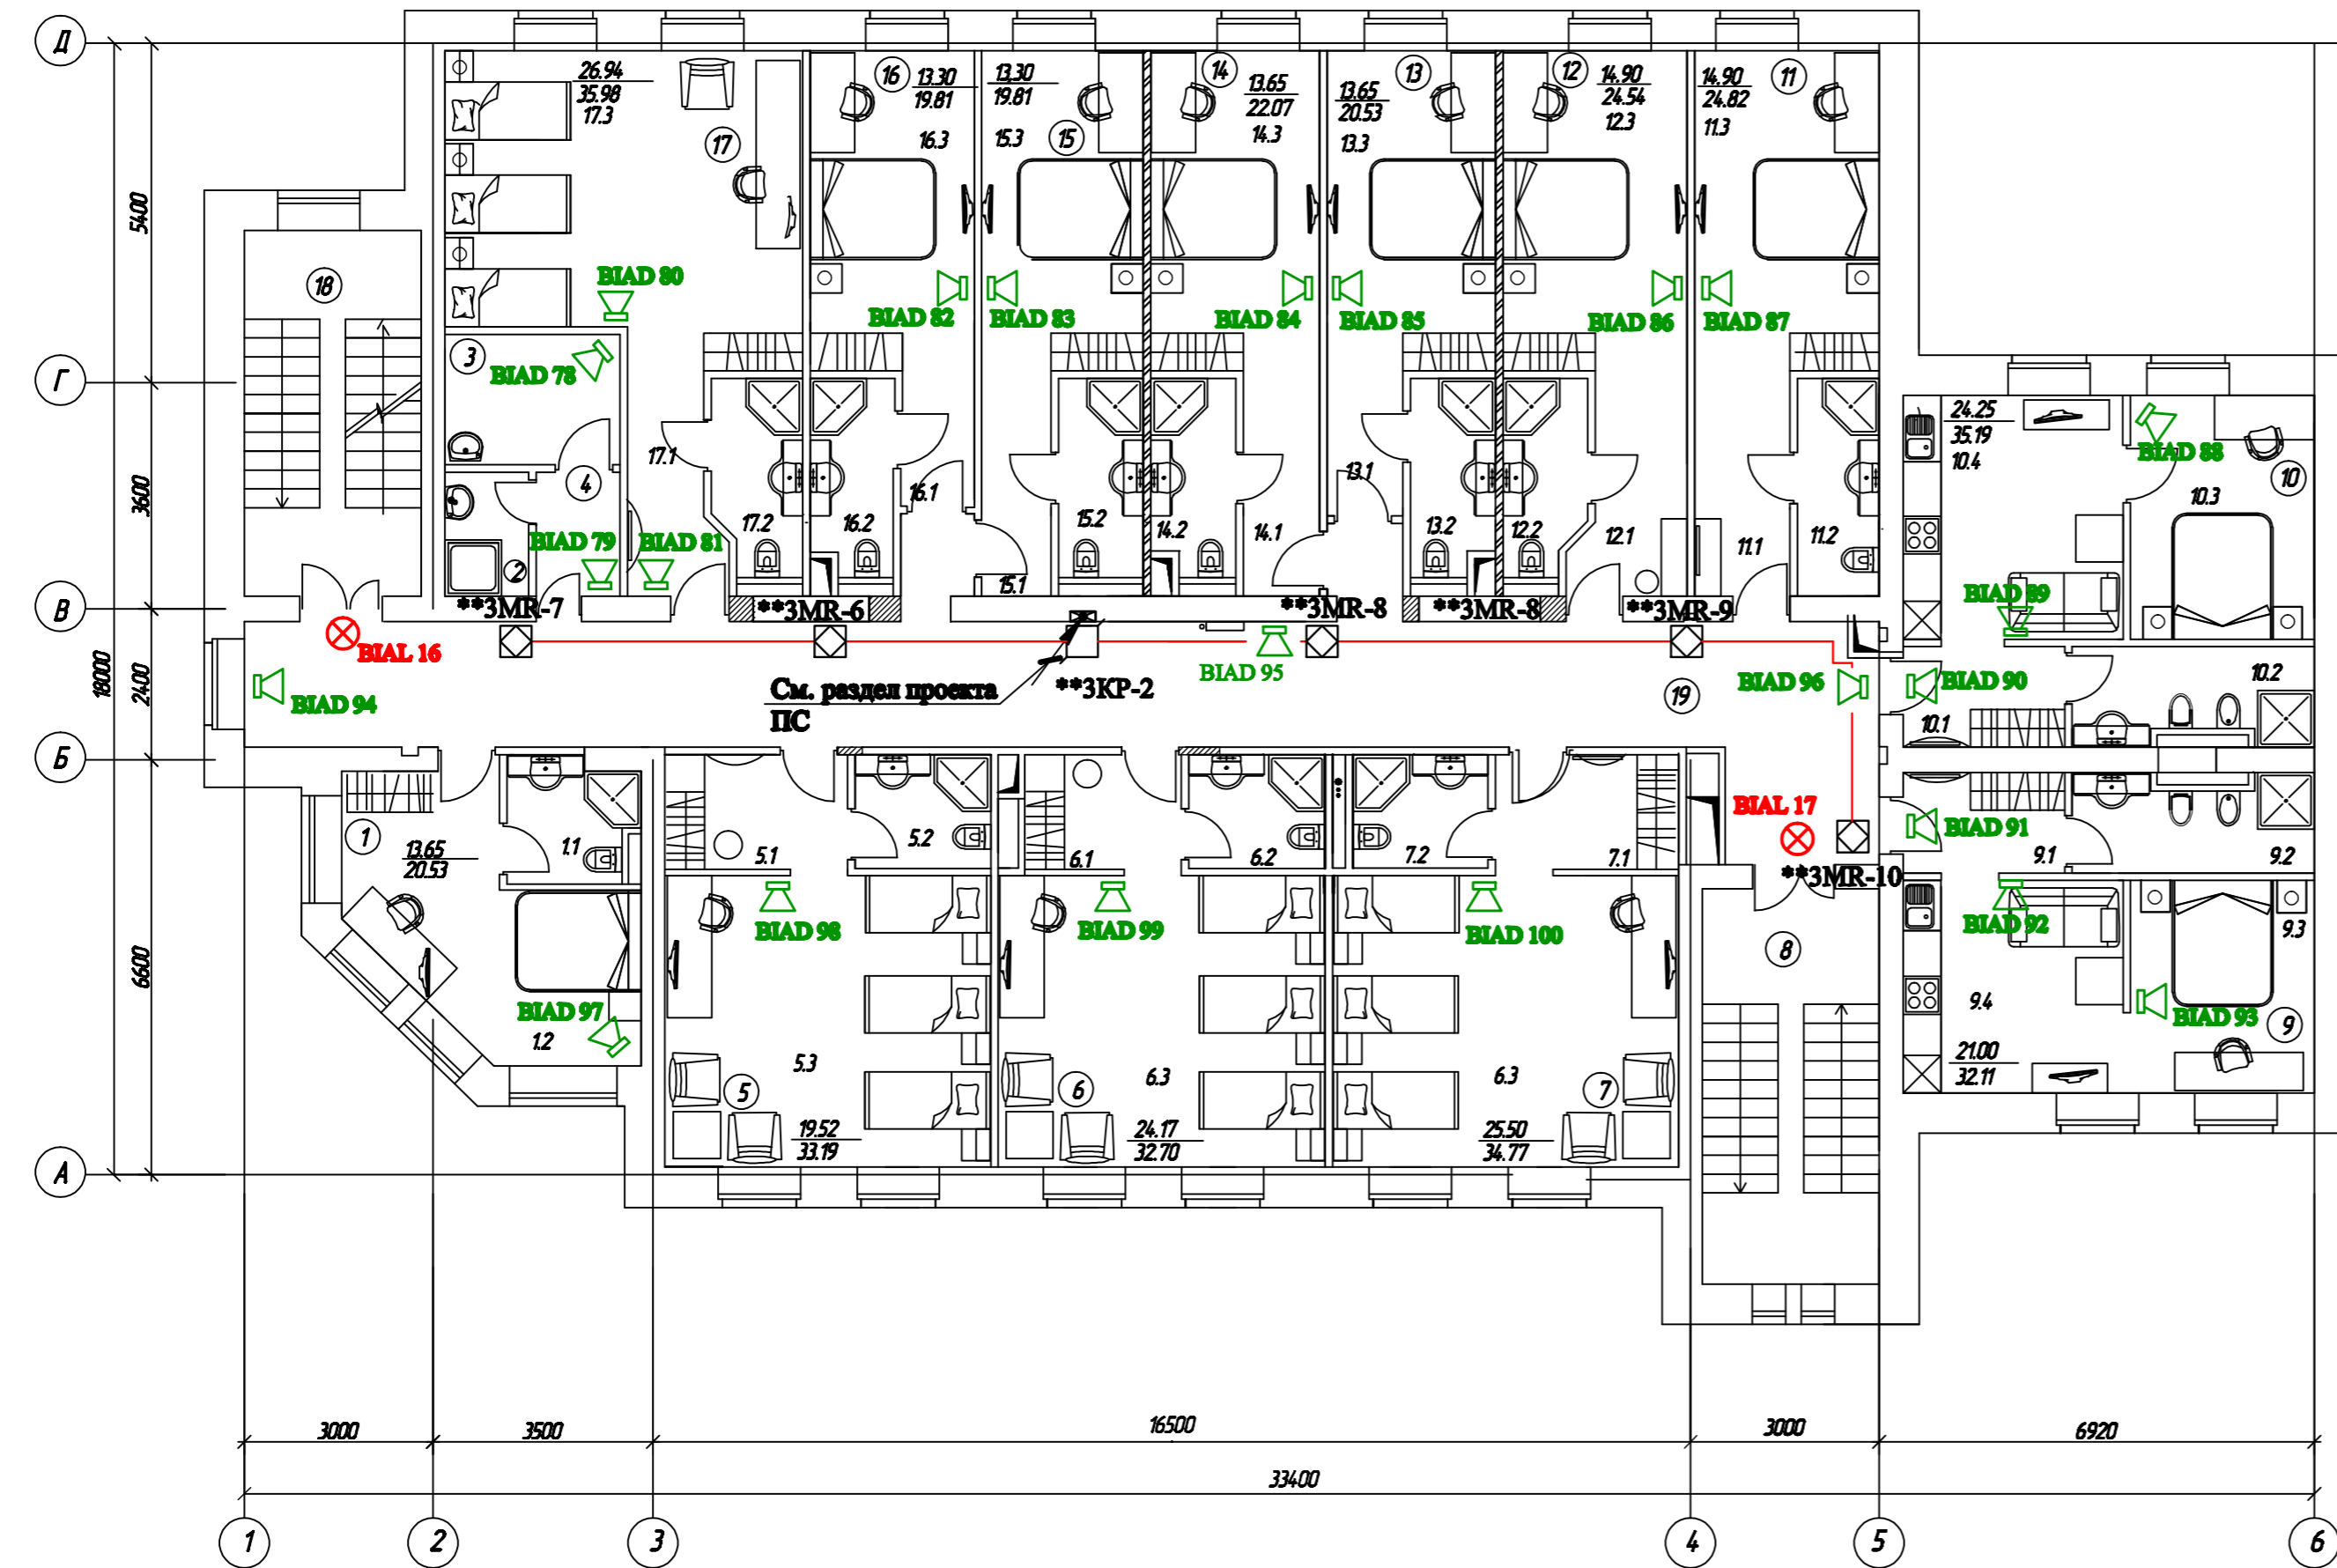 Д
26.94
35.98
17.3
17
16
13.30
19.81
16.3
13,30
19.81
15.3
15
14
13.65
22.07
14.3
13
13.65
20.53
13.3
12
14.90
24.54
12.3
14.90
24.82
11.3
11
5400
18
BIAD 80
BIAD 82
BIAD 83
BIAD 84
BIAD 85
BIAD 86
BIAD 87
Г
3
BIAD 78
24.25
35.19
10.4
BIAD 88
10
10.3
3600
4
17.1
17.2
16.1
16.2
15.2
14.2
14.1
13.1
13.2
12.2
12.1
11.1
11.2
BIAD 79
BIAD 81
2
15.1
BIAD 89
В
**3MR-7
**3MR-6
**3MR-8
**3MR-8
**3MR-9
BIAL 16
BIAD 94
18000
2400
См. раздел проекта
ПС
**3КР-2
BIAD 95
19
BIAD 96
BIAD 90
10.2
10.1
Б
1
13.65
20.53
1.1
5.1
5.2
6.1
6.2
7.2
7.1
BIAL 17
**3MR-10
BIAD 91
9.1
9.2
BIAD 98
BIAD 99
BIAD 100
BIAD 92
9.3
8
6600
BIAD 97
1.2
9.4
BIAD 93
9
21.00
32.11
5.3
5
6
6.3
6.3
7
19.52
33.19
24.17
32.70
25.50
34.77
А
3000
3500
16500
3000
6920
33400
1
2
3
4
5
6